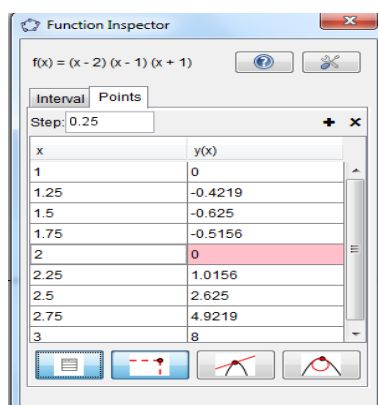 Function Inspector
f(x) = (x - 2) (x - 1) (x + 1)
Interval Points
Step: 0.25
x y(x)
1 0
1.25 -0.4219
1.5 -0.625
1.75 -0.5156
2 0
2.25 1.0156
2.5 2.625
2.75 4.9219
3 8